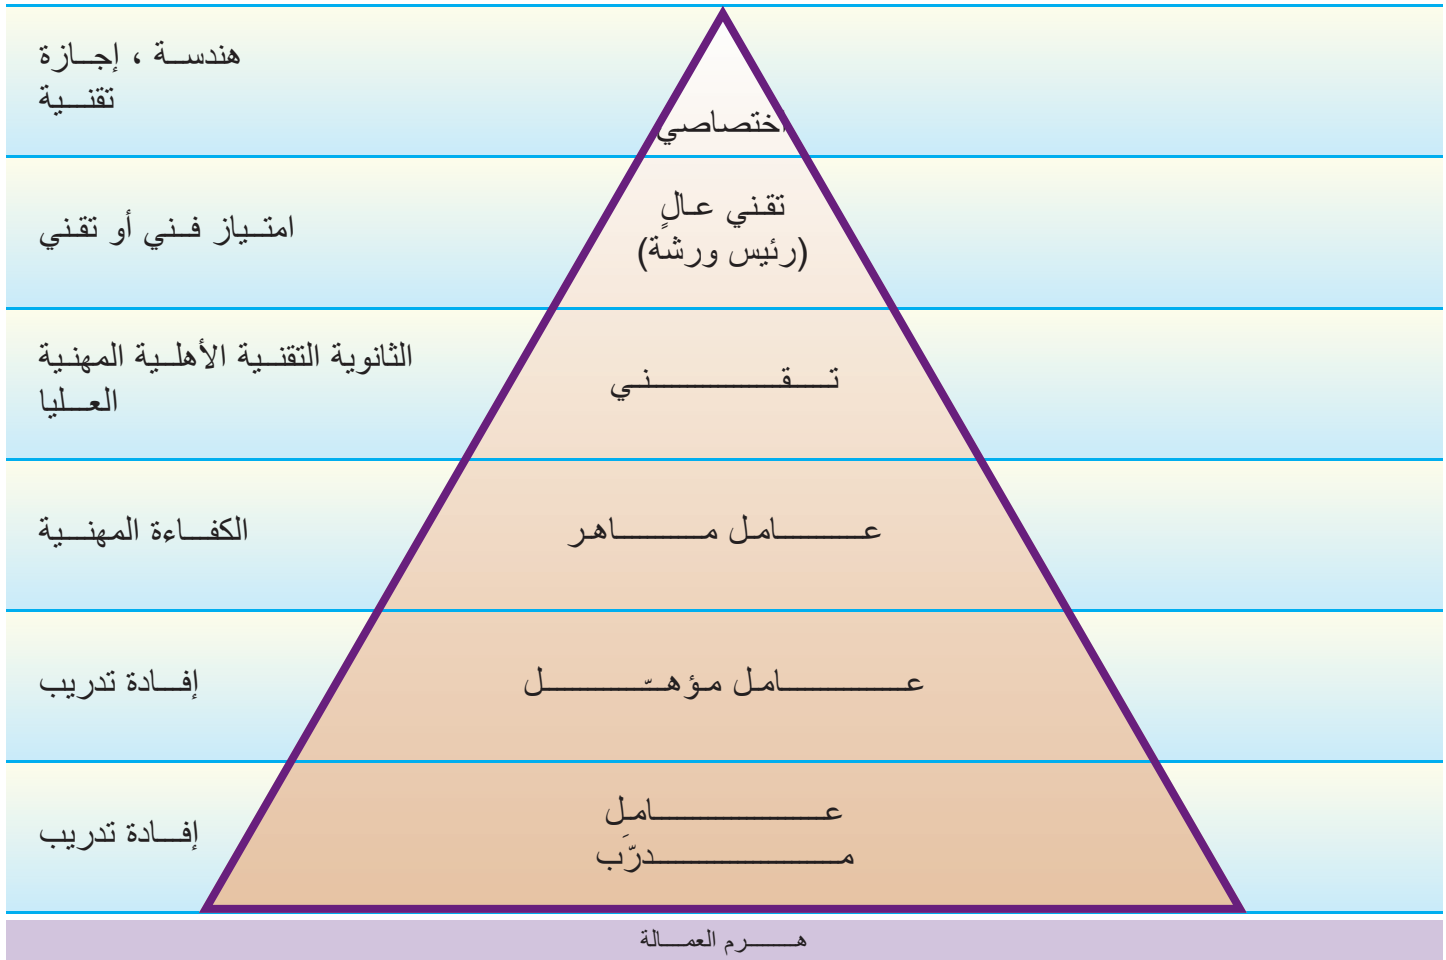 هندسة ، إجازة
تقنية
اختصاصي
امتياز فني أو تقني
تقني عالٍ
(رئيس ورشة)
الثانوية التقنية الأهلية المهنية
العليا
تقني
الكفاءة المهنية
عامل ماهر
إفادة تدريب
عامل مؤهّل
إفادة تدريب
عامل
مدرَّب
هرم العمالة